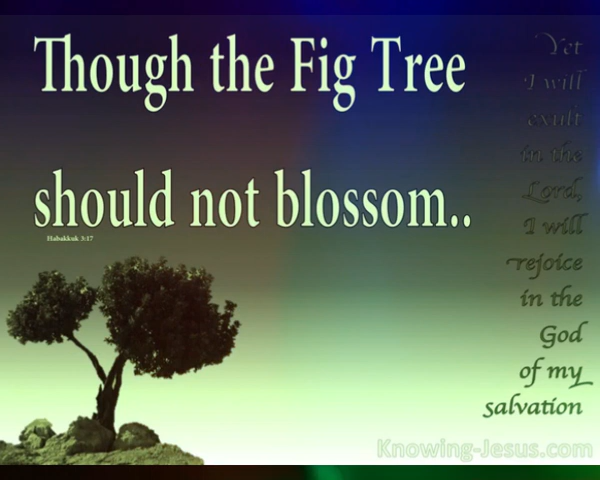 Though the Fig Tree
should not blossom..
Habakkuk 3:17
Yet
I will
exult
in the
Lord,
I will
rejoice
in the
God
of my
salvation
Knowing-Jesus.com